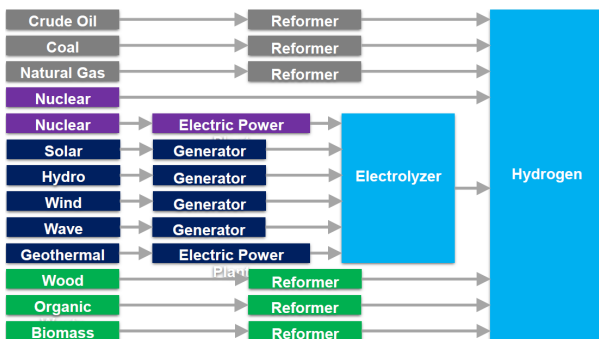 Crude Oil Reformer
Coal Reformer
Natural Gas Reformer
Nuclear
Nuclear Electric Power
Solar Generator
Hydro Generator Electrolyzer Hydrogen
Wind Generator
Wave Generator
Geothermal Electric Power
Plant
Wood Reformer
Organic Reformer
Biomass Reformer